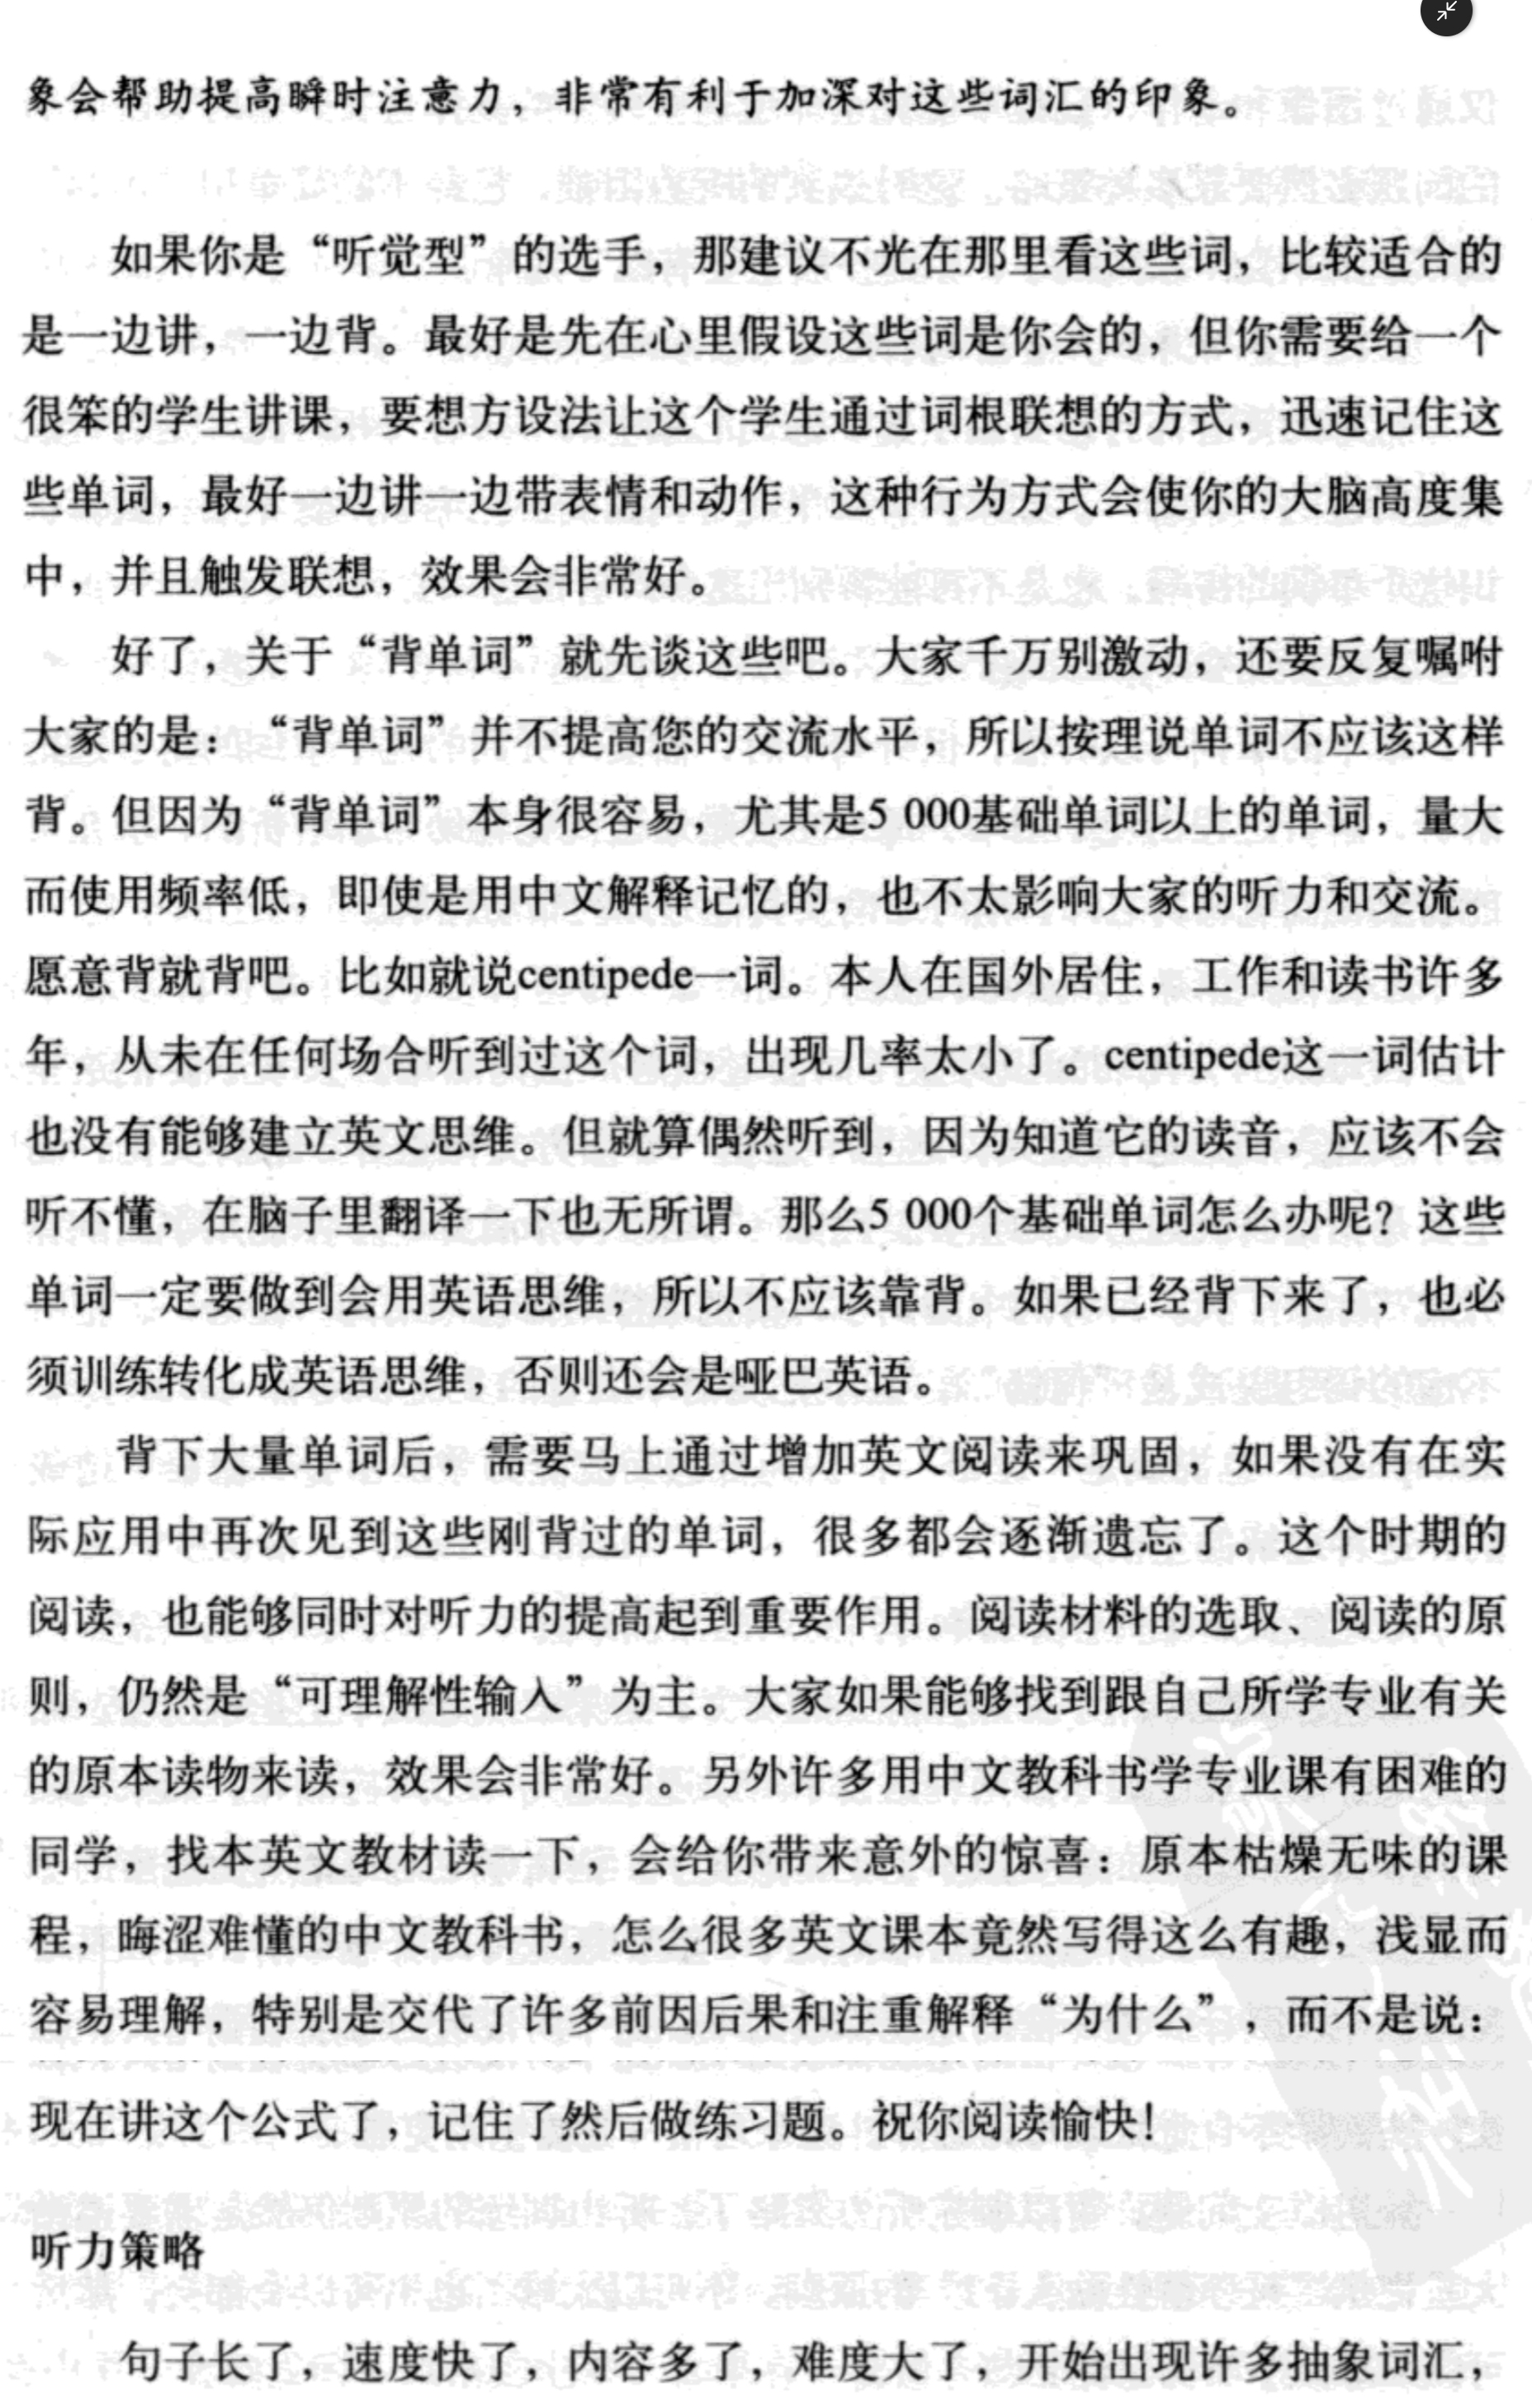 象会帮助提高瞬时注意力，非常有利于加深对这些词汇的印象。
如果你是“听觉型”的选手，那建议不光在那里看这些词，比较适合的
是一边讲，一边背。最好是先在心里假设这些词是你会的，但你需要给一个
很笨的学生讲课，要想方设法让这个学生通过词根联想的方式，迅速记住这
些单词，最好一边讲一边带表情和动作，这种行为方式会使你的大脑高度集
中，并且触发联想，效果会非常好。
好了，关于“背单词”就先谈这些吧。大家千万别激动，还要反复嘱咐
大家的是：“背单词”并不提高您的交流水平，所以按理说单词不应该这样
背。但因为“背单词”本身很容易，尤其是5 000基础单词以上的单词，量大
而使用频率低，即使是用中文解释记忆的，也不太影响大家的听力和交流。
愿意背就背吧。比如就说centipede一词。本人在国外居住，工作和读书许多
年，从未在任何场合听到过这个词，出现几率太小了。centipede这一词估计
也没有能够建立英文思维。但就算偶然听到，因为知道它的读音，应该不会
听不懂，在脑子里翻译一下也无所谓。那么5 000个基础单词怎么办呢？这些
单词一定要做到会用英语思维，所以不应该靠背。如果已经背下来了，也必
须训练转化成英语思维，否则还会是哑巴英语。
背下大量单词后，需要马上通过增加英文阅读来巩固，如果没有在实
际应用中再次见到这些刚背过的单词，很多都会逐渐遗忘了。这个时期的
阅读，也能够同时对听力的提高起到重要作用。阅读材料的选取、阅读的原
则，仍然是“可理解性输入”为主。大家如果能够找到跟自己所学专业有关
的原本读物来读，效果会非常好。另外许多用中文教科书学专业课有困难的
同学，找本英文教材读一下，会给你带来意外的惊喜：原本枯燥无味的课
程，晦涩难懂的中文教科书，怎么很多英文课本竟然写得这么有趣，浅显而
容易理解，特别是交代了许多前因后果和注重解释“为什么”，而不是说：
现在讲这个公式了，记住了然后做练习题。祝你阅读愉快！
听力策略
句子长了，速度快了，内容多了，难度大了，开始出现许多抽象词汇，